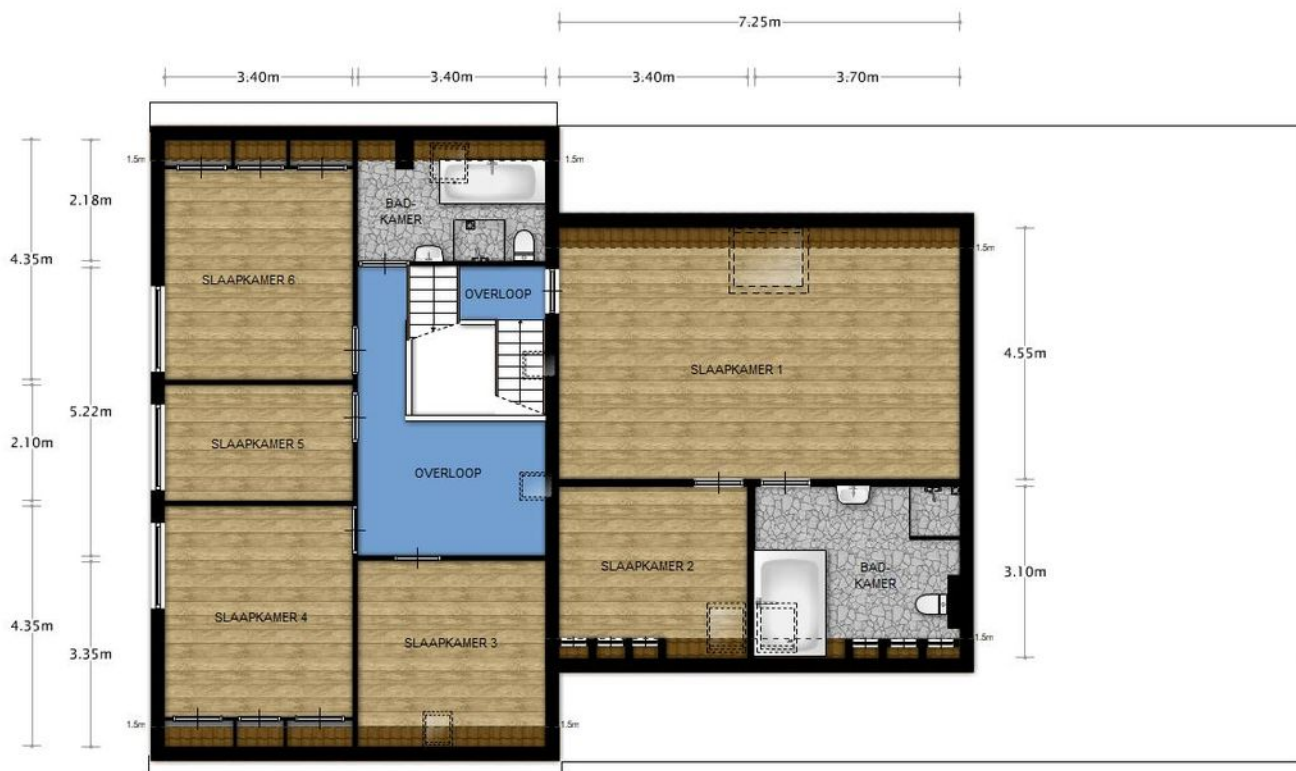 7.25m
3.40m 3.40m 3.40m 3.70m
1.5m 1.5m
2.18m
BAD-
KAMER
1.5m
4.35m
SLAAPKAMER 6
OVERLOOP
4.55m
SLAAPKAMER 1
5.22m
2.10m
SLAAPKAMER 5
OVERLOOP
SLAAPKAMER 2
BAD-
KAMER
3.10m
SLAAPKAMER 4
4.35m
SLAAPKAMER 3
1.5m
3.35m
1.5m 1.5m